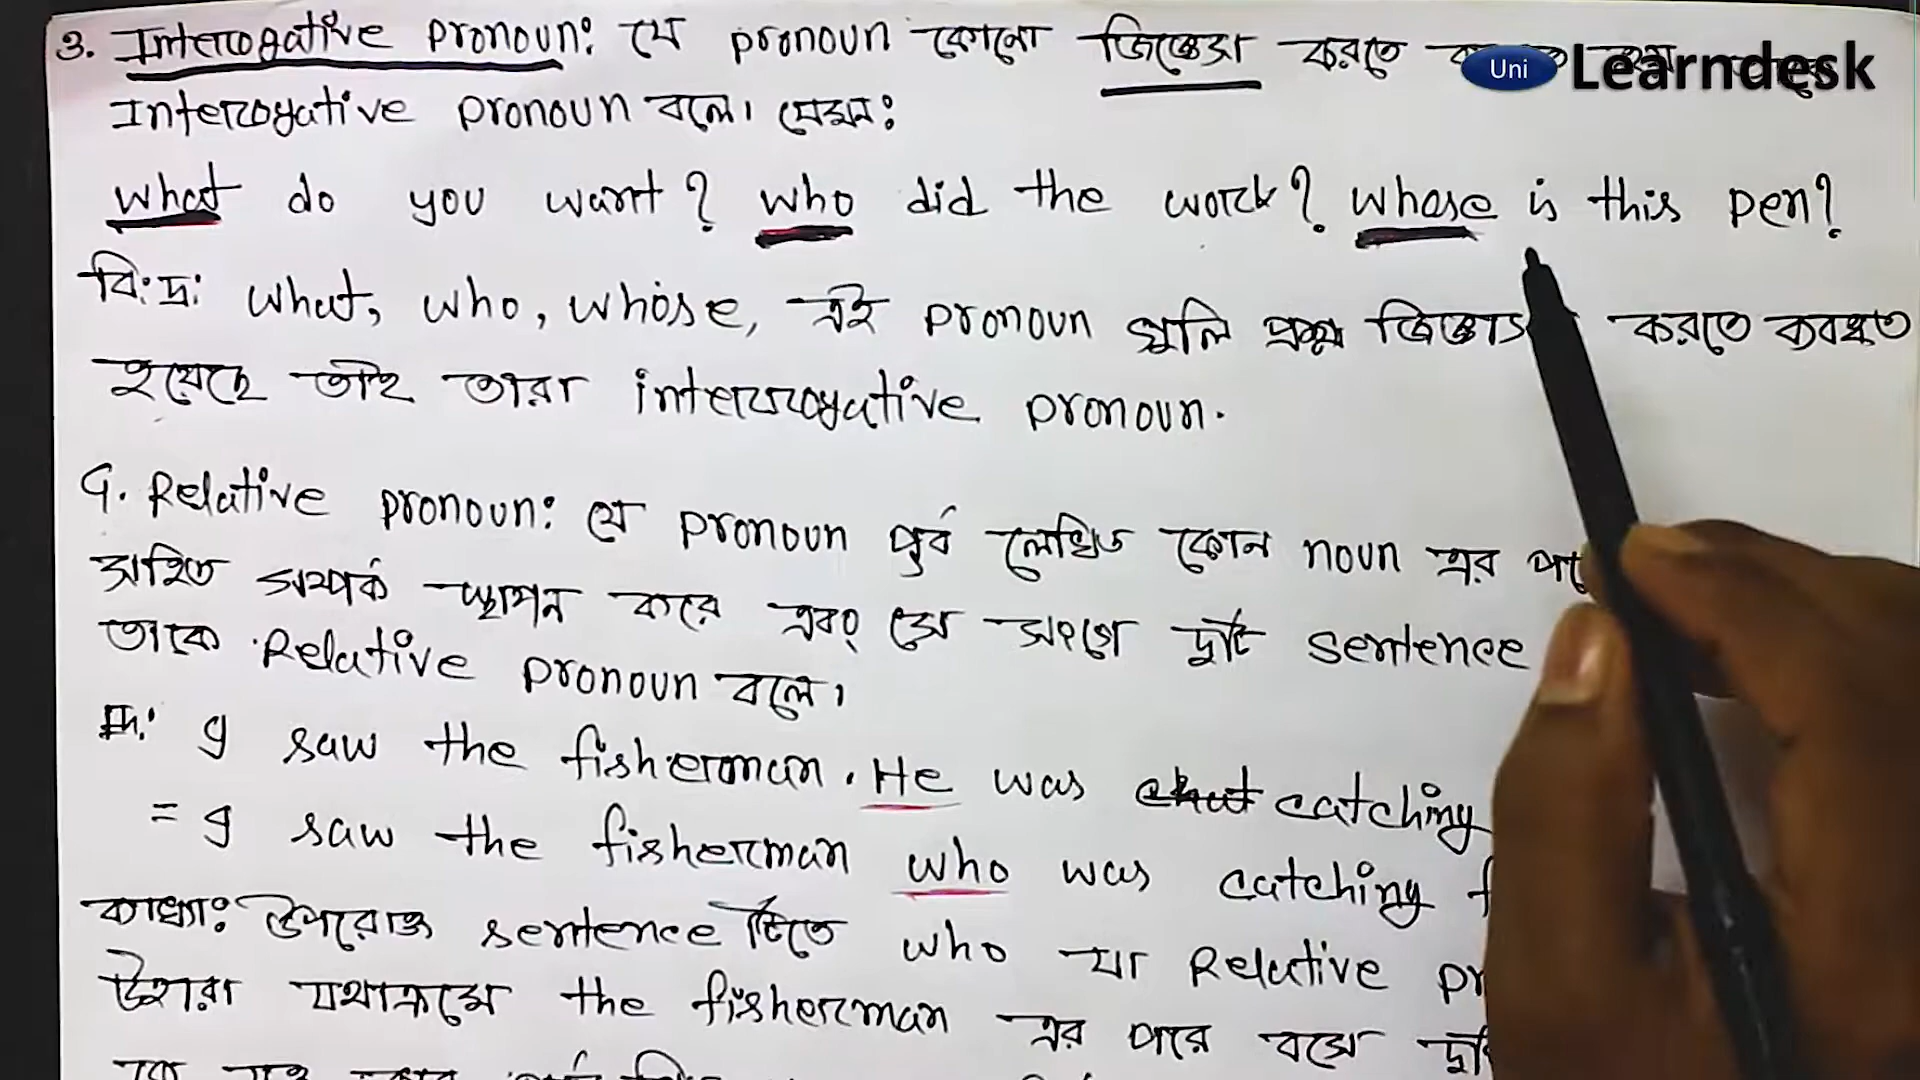 3. Interogative pronoun: যে pronoun কোনো জিজ্ঞেসা করতে
Uni Learndesk
Interrogative pronoun বলে। যেমন:
what do you want? who did the work? whose is this pen?
বি:দ্র: what, who, whose, এই pronoun গুলি প্রশ্ন করতে ব্যবহৃত
হয়েছে তাই তারা interrogative pronoun.
Relative pronoun: যে pronoun পূর্ব লেখিত কোন noun এর
সহিত সম্পর্ক স্থাপন করে এবং সে সংগে দুটি sentence
তাকে Relative pronoun বলে।
I saw the fisherman. He was catching
= I saw the fisherman who was catching
ব্যাখ্যা: উপরোক্ত sentence টিতে who যা Relative
উহারা যথাক্রমে the fisherman এর পরে বসে